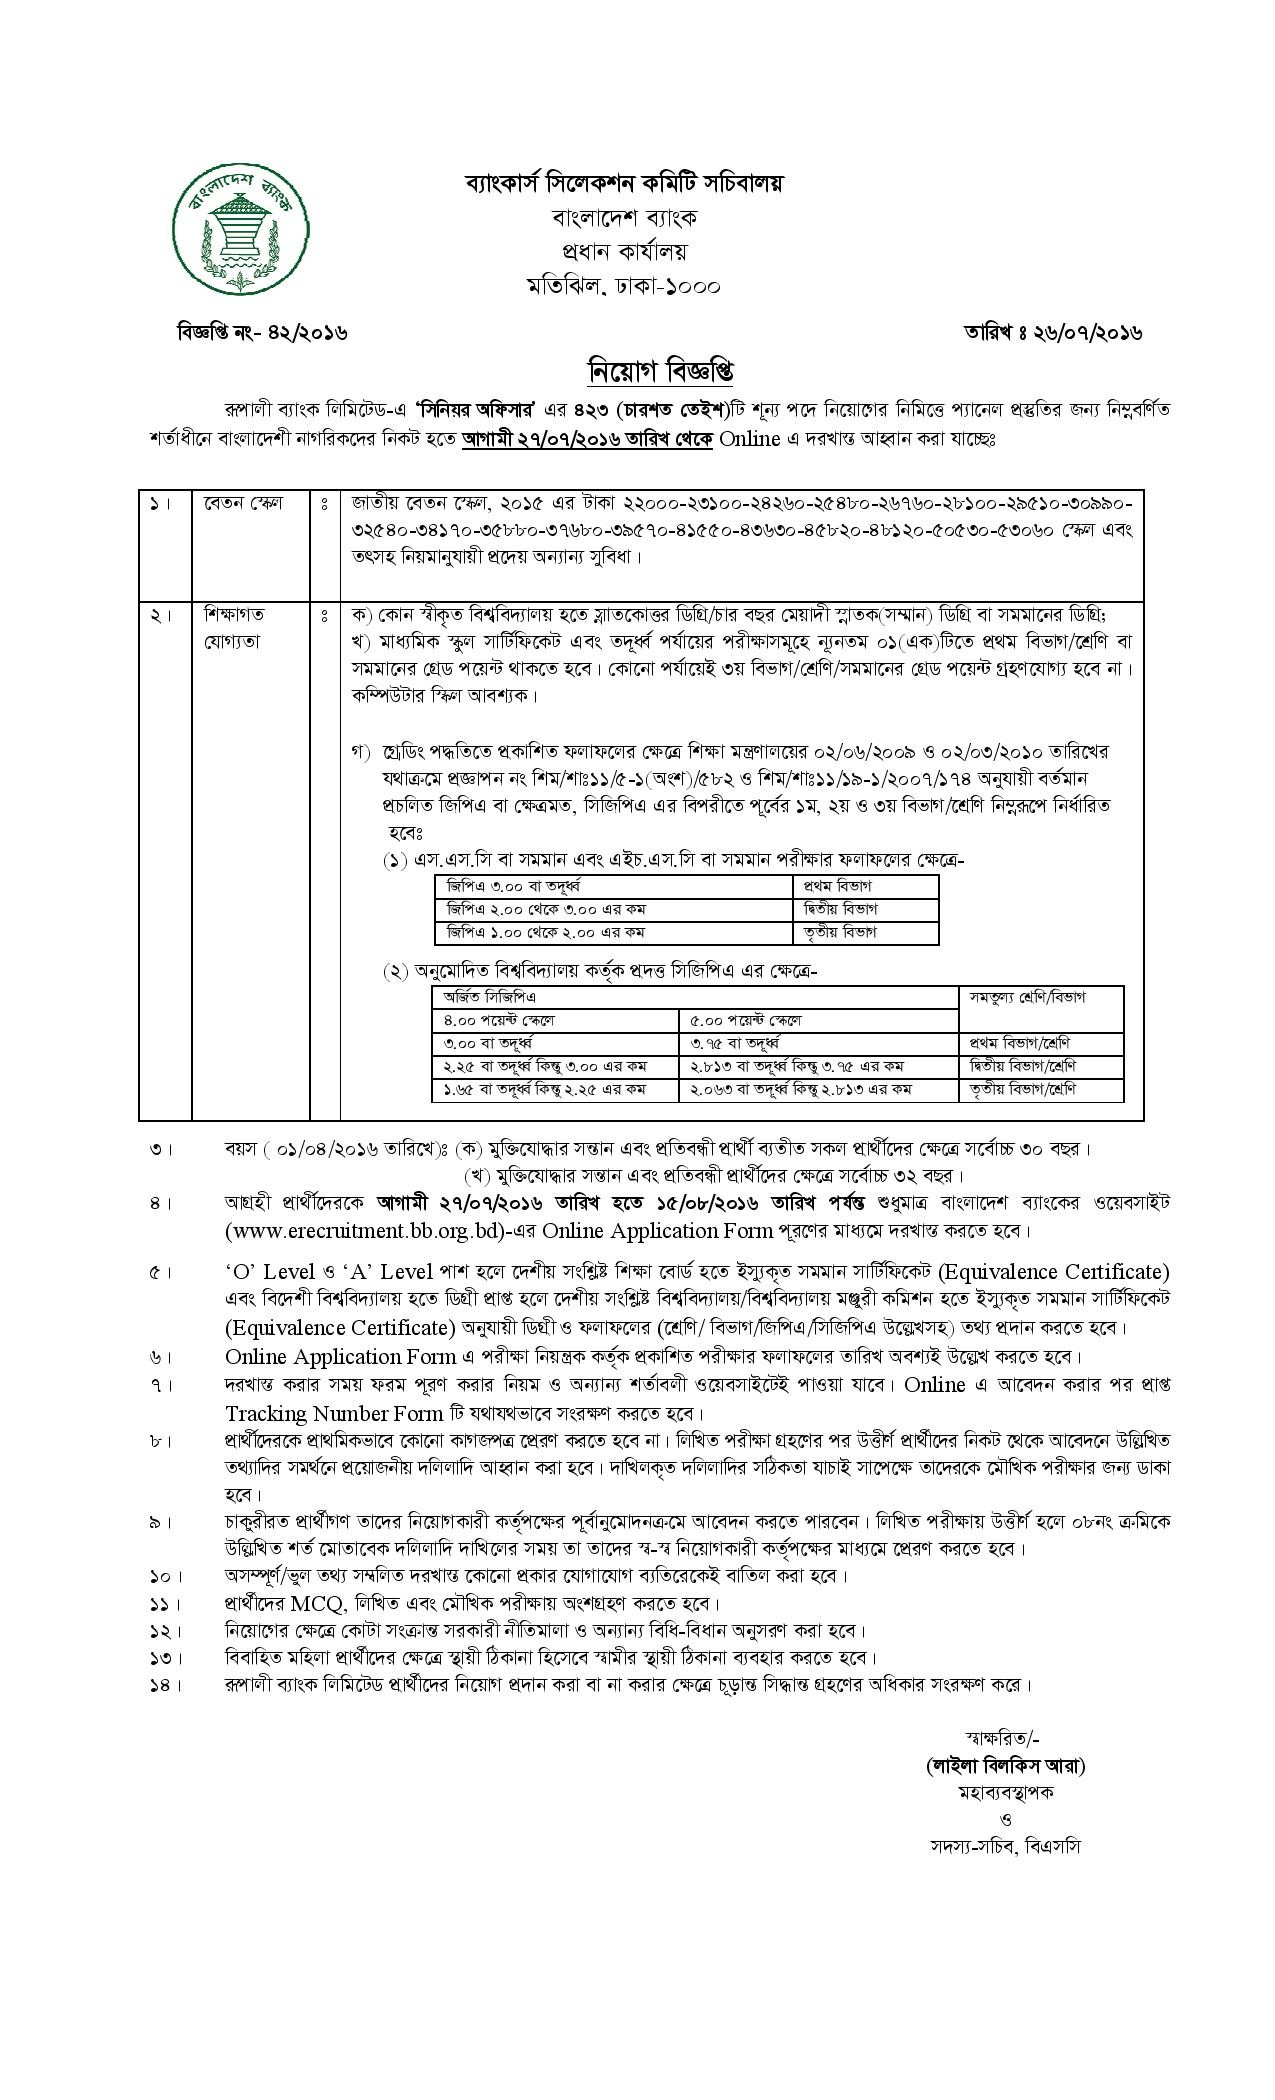 বাংলাদেশ ব্যাংক
ব্যাংকার্স সিলেকশন কমিটি সচিবালয়
বাংলাদেশ ব্যাংক
প্রধান কার্যালয়
মতিঝিল, ঢাকা-১০০০
বিজ্ঞপ্তি নং- ৪২/২০১৬ তারিখ ঃ ২৬/০৭/২০১৬
নিয়োগ বিজ্ঞপ্তি
রূপালী ব্যাংক লিমিটেড-এ ‘সিনিয়র অফিসার’ এর ৪২৩ (চারশত তেইশ)টি শূন্য পদে নিয়োগের নিমিত্তে প্যানেল প্রস্তুতির জন্য নিম্নবর্ণিত
শর্তাধীনে বাংলাদেশী নাগরিকদের নিকট হতে আগামী ২৭/০৭/২০১৬ তারিখ থেকে Online এ দরখাস্ত আহ্বান করা যাচ্ছেঃ
১। বেতন স্কেল ঃ জাতীয় বেতন স্কেল, ২০১৫ এর টাকা ২২০০০-২৩১০০-২৪২৬০-২৫৪৮০-২৬৭৬০-২৮১০০-২৯৫১০-৩০৯৯০-
৩২৫৪০-৩৪১৭০-৩৫৮৮০-৩৭৬৮০-৩৯৫৭০-৪১৫৫০-৪৩৬৩০-৪৫৮২০-৪৮১২০-৫০৫৩০-৫৩০৬০ স্কেল এবং
তৎসহ নিয়মানুযায়ী প্রদেয় অন্যান্য সুবিধা।
২। শিক্ষাগত যোগ্যতা ঃ ক) কোন স্বীকৃত বিশ্ববিদ্যালয় হতে স্নাতকোত্তর ডিগ্রি/চার বছর মেয়াদী স্নাতক(সম্মান) ডিগ্রি বা সমমানের ডিগ্রি;
খ) মাধ্যমিক স্কুল সার্টিফিকেট এবং তদূর্ধ্ব পর্যায়ের পরীক্ষাসমূহে ন্যূনতম ০১(এক)টিতে প্রথম বিভাগ/শ্রেণি বা
সমমানের গ্রেড পয়েন্ট থাকতে হবে। কোনো পর্যায়েই ৩য় বিভাগ/শ্রেণি/সমমানের গ্রেড পয়েন্ট গ্রহণযোগ্য হবে না।
কম্পিউটার স্কিল আবশ্যক।
গ) গ্রেডিং পদ্ধতিতে প্রকাশিত ফলাফলের ক্ষেত্রে শিক্ষা মন্ত্রণালয়ের ০২/০৬/২০০৯ ও ০২/০৩/২০১০ তারিখের
যথাক্রমে প্রজ্ঞাপন নং শিম/শাঃ১১/৫-১(অংশ)/৫৮২ ও শিম/শাঃ১১/১৯-১/২০০৭/১৭৪ অনুযায়ী বর্তমান
প্রচলিত জিপিএ বা ক্ষেত্রমত, সিজিপিএ এর বিপরীতে পূর্বের ১ম, ২য় ও ৩য় বিভাগ/শ্রেণি নিম্নরূপে নির্ধারিত
হবেঃ
(১) এস.এস.সি বা সমমান এবং এইচ.এস.সি বা সমমান পরীক্ষার ফলাফলের ক্ষেত্রে-
জিপিএ ৩.০০ বা তদূর্ধ্ব প্রথম বিভাগ
জিপিএ ২.০০ থেকে ৩.০০ এর কম দ্বিতীয় বিভাগ
জিপিএ ১.০০ থেকে ২.০০ এর কম তৃতীয় বিভাগ
(২) অনুমোদিত বিশ্ববিদ্যালয় কর্তৃক প্রদত্ত সিজিপিএ এর ক্ষেত্রে-
অর্জিত সিজিপিএ সমতুল্য শ্রেণি/বিভাগ
৪.০০ পয়েন্ট স্কেলে ৫.০০ পয়েন্ট স্কেলে
৩.০০ বা তদূর্ধ্ব ৩.৭৫ বা তদূর্ধ্ব প্রথম বিভাগ/শ্রেণি
২.২৫ বা তদূর্ধ্ব কিন্তু ৩.০০ এর কম ২.৮১৩ বা তদূর্ধ্ব কিন্তু ৩.৭৫ এর কম দ্বিতীয় বিভাগ/শ্রেণি
১.৬৫ বা তদূর্ধ্ব কিন্তু ২.২৫ এর কম ২.০৬৩ বা তদূর্ধ্ব কিন্তু ২.৮১৩ এর কম তৃতীয় বিভাগ/শ্রেণি
৩। বয়স ( ০১/০৪/২০১৬ তারিখে)ঃ (ক) মুক্তিযোদ্ধার সন্তান এবং প্রতিবন্ধী প্রার্থী ব্যতীত সকল প্রার্থীদের ক্ষেত্রে সর্বোচ্চ ৩০ বছর।
(খ) মুক্তিযোদ্ধার সন্তান এবং প্রতিবন্ধী প্রার্থীদের ক্ষেত্রে সর্বোচ্চ ৩২ বছর।
৪। আগ্রহী প্রার্থীদেরকে আগামী ২৭/০৭/২০১৬ তারিখ হতে ১৫/০৮/২০১৬ তারিখ পর্যন্ত শুধুমাত্র বাংলাদেশ ব্যাংকের ওয়েবসাইট
(www.erecruitment.bb.org.bd)-এর Online Application Form পূরণের মাধ্যমে দরখাস্ত করতে হবে।
৫। ‘O’ Level ও ‘A’ Level পাশ হলে দেশীয় সংশ্লিষ্ট শিক্ষা বোর্ড হতে ইস্যুকৃত সমমান সার্টিফিকেট (Equivalence Certificate)
এবং বিদেশী বিশ্ববিদ্যালয় হতে ডিগ্রী প্রাপ্ত হলে দেশীয় সংশ্লিষ্ট বিশ্ববিদ্যালয়/বিশ্ববিদ্যালয় মঞ্জুরী কমিশন হতে ইস্যুকৃত সমমান সার্টিফিকেট
(Equivalence Certificate) অনুযায়ী ডিগ্রী ও ফলাফলের (শ্রেণি/ বিভাগ/জিপিএ/সিজিপিএ উল্লেখসহ) তথ্য প্রদান করতে হবে।
৬। Online Application Form এ পরীক্ষা নিয়ন্ত্রক কর্তৃক প্রকাশিত পরীক্ষার ফলাফলের তারিখ অবশ্যই উল্লেখ করতে হবে।
৭। দরখাস্ত করার সময় ফরম পূরণ করার নিয়ম ও অন্যান্য শর্তাবলী ওয়েবসাইটেই পাওয়া যাবে। Online এ আবেদন করার পর প্রাপ্ত
Tracking Number Form টি যথাযথভাবে সংরক্ষণ করতে হবে।
৮। প্রার্থীদেরকে প্রাথমিকভাবে কোনো কাগজপত্র প্রেরণ করতে হবে না। লিখিত পরীক্ষা গ্রহণের পর উত্তীর্ণ প্রার্থীদের নিকট থেকে আবেদনে উল্লিখিত
তথ্যাদির সমর্থনে প্রয়োজনীয় দলিলাদি আহ্বান করা হবে। দাখিলকৃত দলিলাদির সঠিকতা যাচাই সাপেক্ষে তাদেরকে মৌখিক পরীক্ষার জন্য ডাকা
হবে।
৯। চাকুরীরত প্রার্থীগণ তাদের নিয়োগকারী কর্তৃপক্ষের পূর্বানুমোদনক্রমে আবেদন করতে পারবেন। লিখিত পরীক্ষায় উত্তীর্ণ হলে ০৮নং ক্রমিকে
উল্লিখিত শর্ত মোতাবেক দলিলাদি দাখিলের সময় তা তাদের স্ব-স্ব নিয়োগকারী কর্তৃপক্ষের মাধ্যমে প্রেরণ করতে হবে।
১০। অসম্পূর্ণ/ভুল তথ্য সম্বলিত দরখাস্ত কোনো প্রকার যোগাযোগ ব্যতিরেকেই বাতিল করা হবে।
১১। প্রার্থীদের MCQ, লিখিত এবং মৌখিক পরীক্ষায় অংশগ্রহণ করতে হবে।
১২। নিয়োগের ক্ষেত্রে কোটা সংক্রান্ত সরকারী নীতিমালা ও অন্যান্য বিধি-বিধান অনুসরণ করা হবে।
১৩। বিবাহিত মহিলা প্রার্থীদের ক্ষেত্রে স্থায়ী ঠিকানা হিসেবে স্বামীর স্থায়ী ঠিকানা ব্যবহার করতে হবে।
১৪। রূপালী ব্যাংক লিমিটেড প্রার্থীদের নিয়োগ প্রদান করা বা না করার ক্ষেত্রে চূড়ান্ত সিদ্ধান্ত গ্রহণের অধিকার সংরক্ষণ করে।
স্বাক্ষরিত/-
(লাইলা বিলকিস আরা)
মহাব্যবস্থাপক
ও
সদস্য-সচিব, বিএসসি